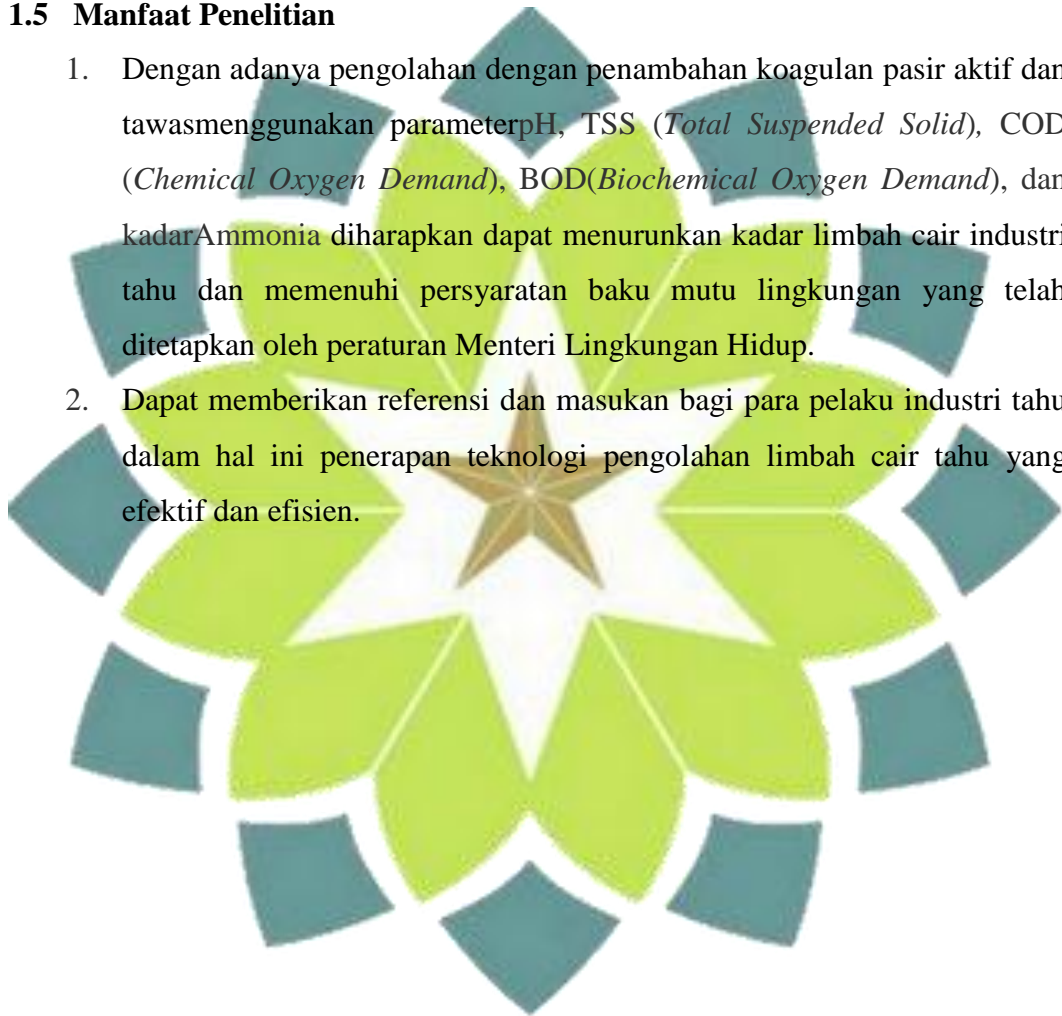 1.5 Manfaat Penelitian
1. Dengan adanya pengolahan dengan penambahan koagulan pasir aktif dan
tawasmenggunakan parameterpH, TSS (Total Suspended Solid), COD
(Chemical Oxygen Demand), BOD(Biochemical Oxygen Demand), dan
kadarAmmonia diharapkan dapat menurunkan kadar limbah cair industri
tahu dan memenuhi persyaratan baku mutu lingkungan yang telah
ditetapkan oleh peraturan Menteri Lingkungan Hidup.
2. Dapat memberikan referensi dan masukan bagi para pelaku industri tahu
dalam hal ini penerapan teknologi pengolahan limbah cair tahu yang
efektif dan efisien.